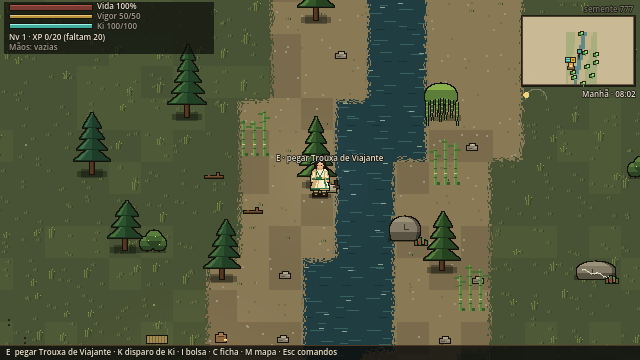 Vida 100%
Vigor 50/50
Ki 100/100
Nv 1 · XP 0/20 (faltam 20)
Mãos: vazias
semente 777
Manhã · 08:02
E · pegar Trouxa de Viajante
E pegar Trouxa de Viajante · K disparo de Ki · I bolsa · C ficha · M mapa · Esc comandos